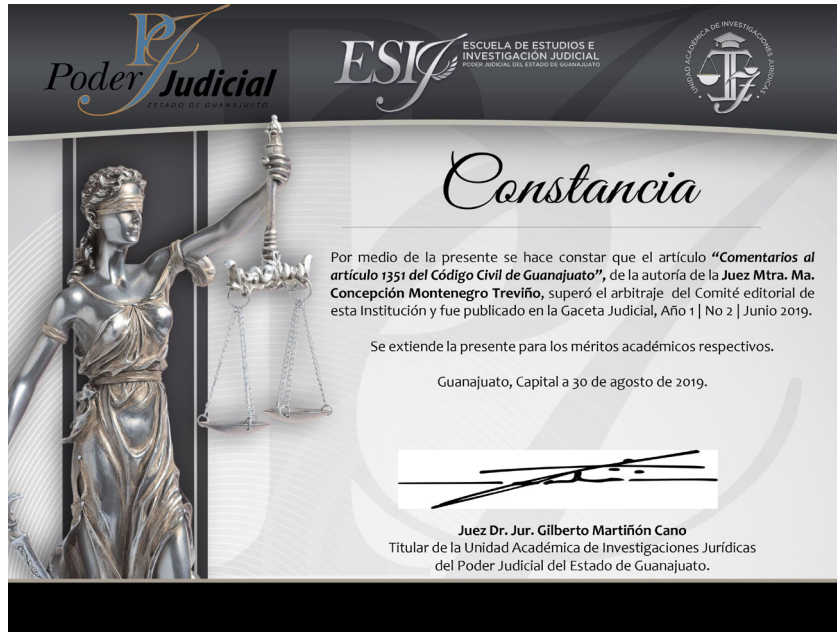 PJ
Poder Judicial
ESTADO DE GUANAJUATO
ESIJ
ESCUELA DE ESTUDIOS E
INVESTIGACIÓN JUDICIAL
PODER JUDICIAL DEL ESTADO DE GUANAJUATO
UNIDAD ACADÉMICA DE INVESTIGACIONES JURÍDICAS
Constancia
Por medio de la presente se hace constar que el artículo “Comentarios al
artículo 1351 del Código Civil de Guanajuato”, de la autoría de la Juez Mtra. Ma.
Concepción Montenegro Treviño, superó el arbitraje del Comité editorial de
esta Institución y fue publicado en la Gaceta Judicial, Año 1 | No 2 | Junio 2019.
Se extiende la presente para los méritos académicos respectivos.
Guanajuato, Capital a 30 de agosto de 2019.
Juez Dr. Jur. Gilberto Martiñón Cano
Titular de la Unidad Académica de Investigaciones Jurídicas
del Poder Judicial del Estado de Guanajuato.